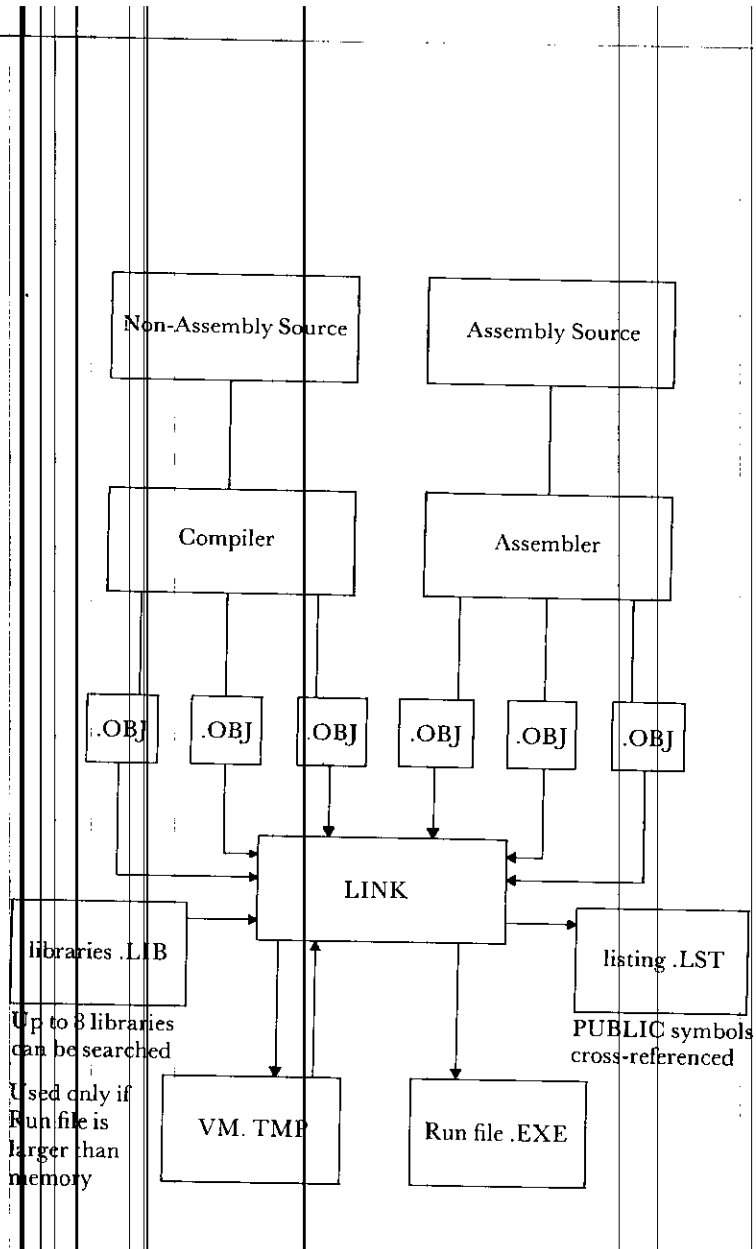 Non-Assembly Source
Assembly Source
Compiler
Assembler
.OBJ
.OBJ
.OBJ
.OBJ
.OBJ
.OBJ
LINK
libraries .LIB
listing .LST
Up to 8 libraries
can be searched
PUBLIC symbols
cross-referenced
Used only if
Run file is
larger than
memory
VM. TMP
Run file .EXE